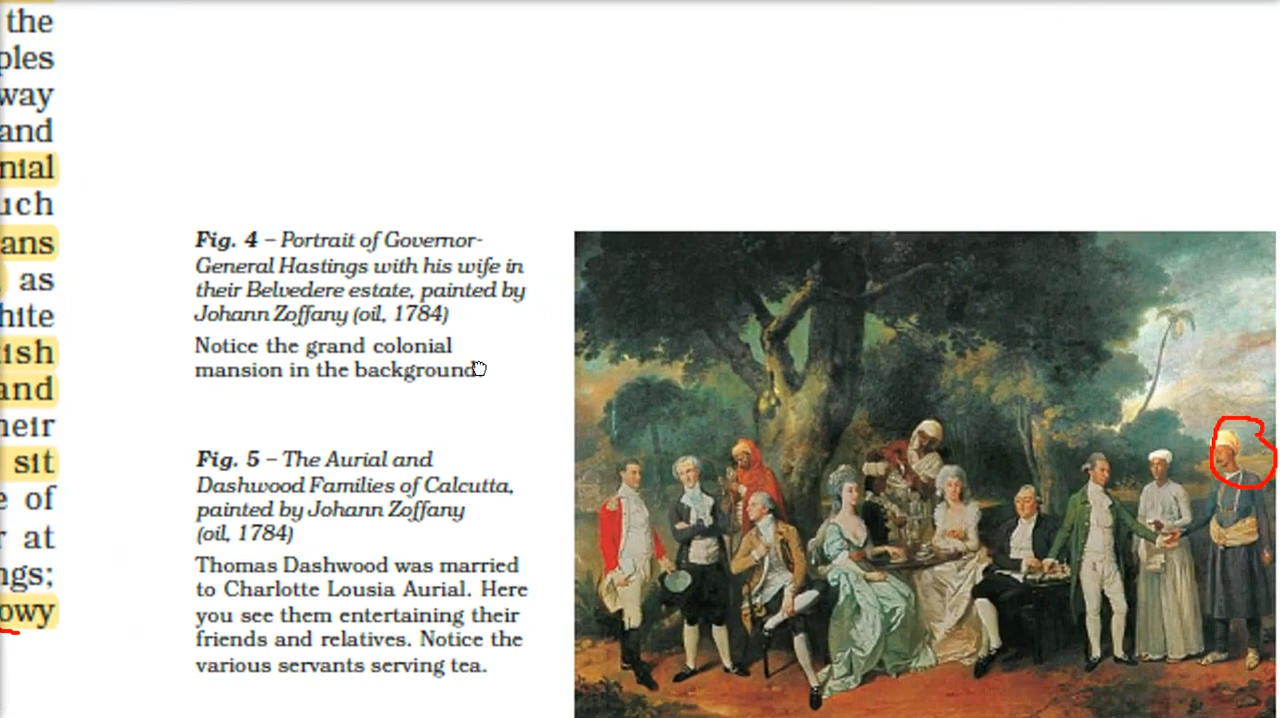 the
ples
way
and
nial
uch
ans
as
hite
ish
and
heir
sit
e of
r at
ngs;
owy
Fig. 4 – Portrait of Governor-
General Hastings with his wife in
their Belvedere estate, painted by
Johann Zoffany (oil, 1784)
Notice the grand colonial
mansion in the background.
Fig. 5 – The Aurial and
Dashwood Families of Calcutta,
painted by Johann Zoffany
(oil, 1784)
Thomas Dashwood was married
to Charlotte Lousia Aurial. Here
you see them entertaining their
friends and relatives. Notice the
various servants serving tea.